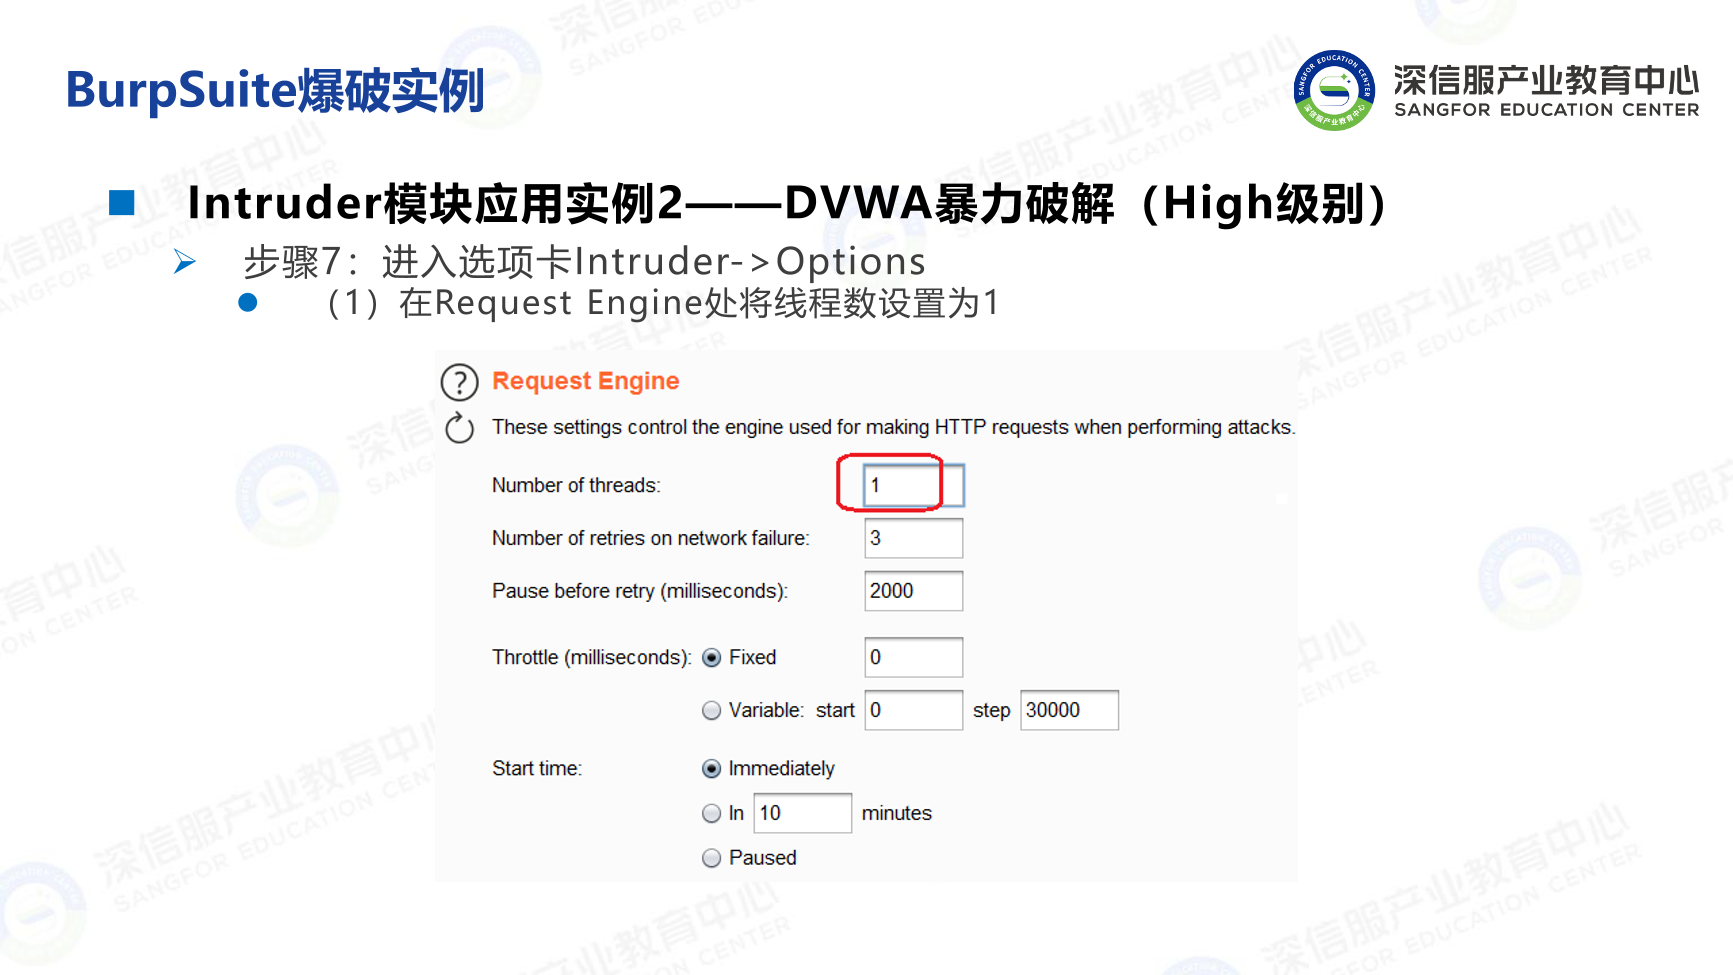 BurpSuite爆破实例
深信服产业教育中心
SANGFOR EDUCATION CENTER
Intruder模块应用实例2——DVWA暴力破解（High级别）
步骤7：进入选项卡Intruder->Options
（1）在Request Engine处将线程数设置为1
Request Engine
These settings control the engine used for making HTTP requests when performing attacks.
Number of threads: 1
Number of retries on network failure: 3
Pause before retry (milliseconds): 2000
Throttle (milliseconds): Fixed 0
Variable: start 0 step 30000
Start time: Immediately
In 10 minutes
Paused